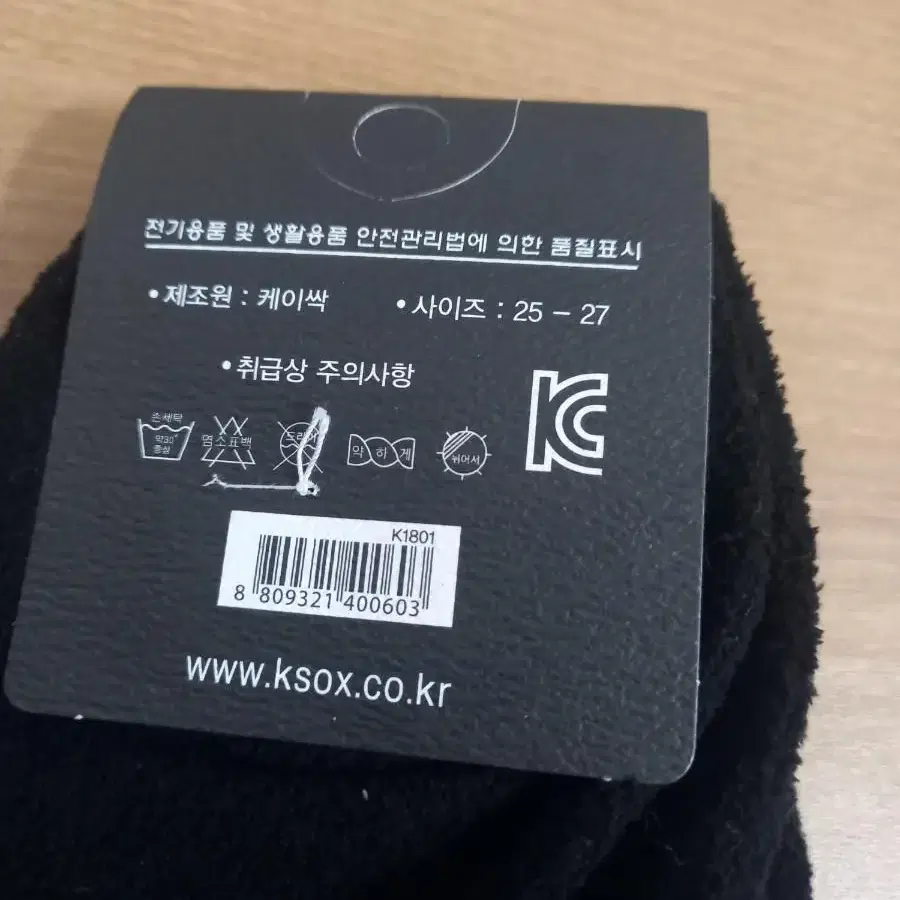 전기용품 및 생활용품 안전관리법에 의한 품질표시
•제조원 : 케이싹 •사이즈 : 25 - 27
•취급상 주의사항
손세탁
약30°
중성
염소표백
약하게
뉘어서
KC
K1801
8 809321 400603
www.ksox.co.kr